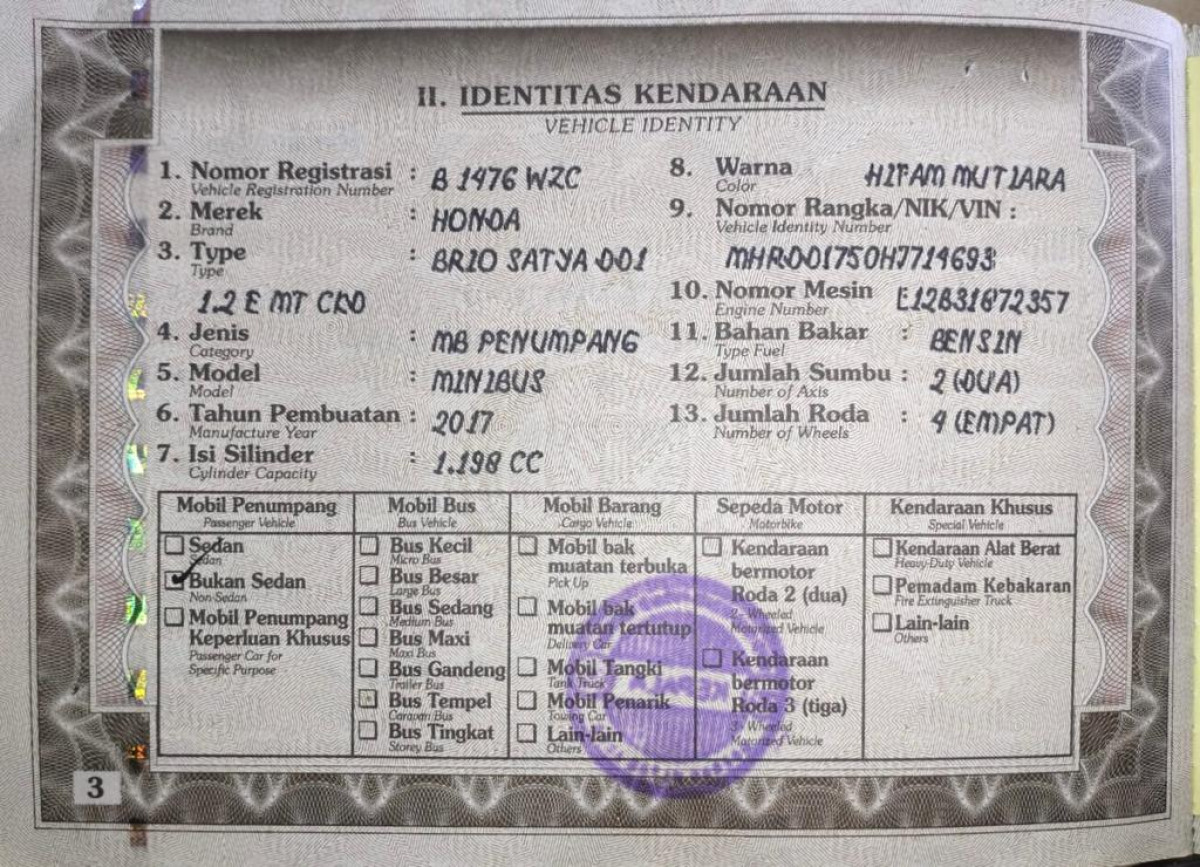 II. IDENTITAS KENDARAAN
VEHICLE IDENTITY
1. Nomor Registrasi : B 1476 WZC
Vehicle Registration Number
2. Merek : HONDA
Brand
3. Type : BRIO SATYA DD1
Type
1.2 E MT CKD
4. Jenis : MB PENUMPANG
Category
5. Model : MINIBUS
Model
6. Tahun Pembuatan : 2017
Manufacture Year
7. Isi Silinder : 1.198 CC
Cylinder Capacity
8. Warna HITAM MUTIARA
Color
9. Nomor Rangka/NIK/VIN :
Vehicle Identity Number
MHRDD1750HJ714693
10. Nomor Mesin E12B31872357
Engine Number
11. Bahan Bakar : BENSIN
Type Fuel
12. Jumlah Sumbu : 2 (DUA)
Number of Axis
13. Jumlah Roda : 4 (EMPAT)
Number of Wheels
Mobil Penumpang
Passenger Vehicle
Sedan
Sedan
Bukan Sedan
Non-Sedan
Mobil Penumpang
Keperluan Khusus
Passenger Car for
Specific Purpose
Mobil Bus
Bus Vehicle
Bus Kecil
Micro Bus
Bus Besar
Large Bus
Bus Sedang
Medium Bus
Bus Maxi
Maxi Bus
Bus Gandeng
Trailer Bus
Bus Tempel
Caravan Bus
Bus Tingkat
Storey Bus
Mobil Barang
Cargo Vehicle
Mobil bak
muatan terbuka
Pick Up
Mobil bak
muatan tertutup
Delivery Car
Mobil Tangki
Tank Truck
Mobil Penarik
Towing Car
Lain-lain
Others
Sepeda Motor
Motorbike
Kendaraan
bermotor
Roda 2 (dua)
2 - Wheeled
Motorized Vehicle
Kendaraan
bermotor
Roda 3 (tiga)
3 - Wheeled
Motorized Vehicle
Kendaraan Khusus
Special Vehicle
Kendaraan Alat Berat
Heavy-Duty Vehicle
Pemadam Kebakaran
Fire Extinguisher Truck
Lain-lain
Others
KEPALA
3